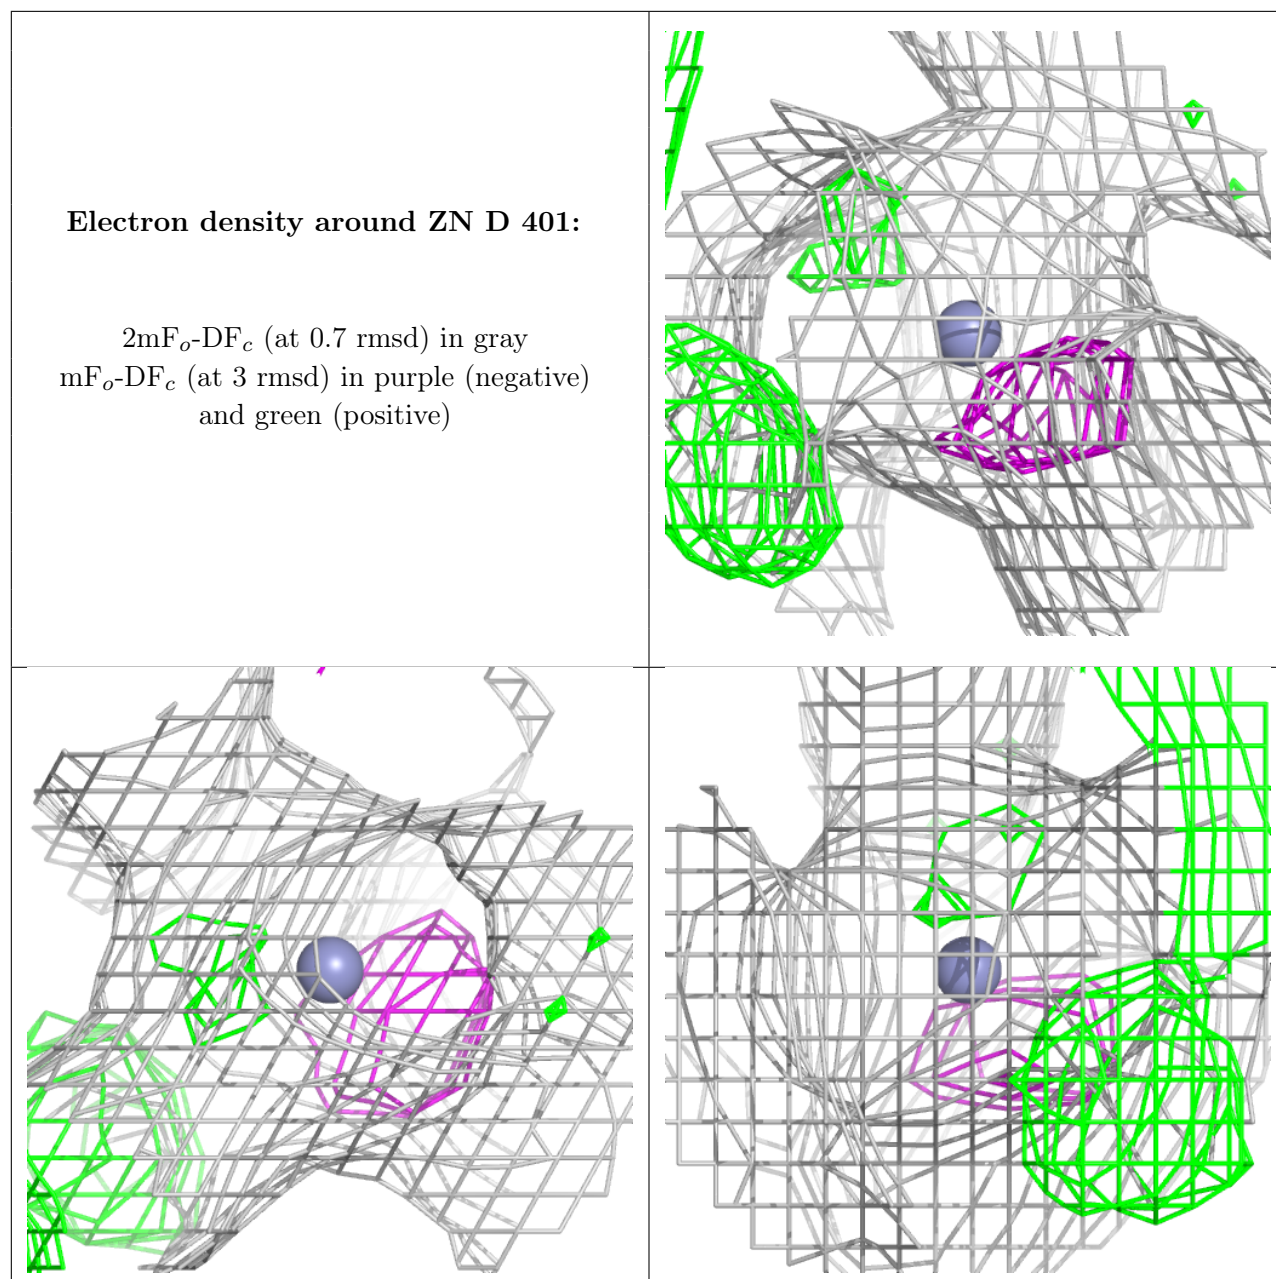 Electron density around ZN D 401:
2mFo-DFc (at 0.7 rmsd) in gray
mFo-DFc (at 3 rmsd) in purple (negative)
and green (positive)